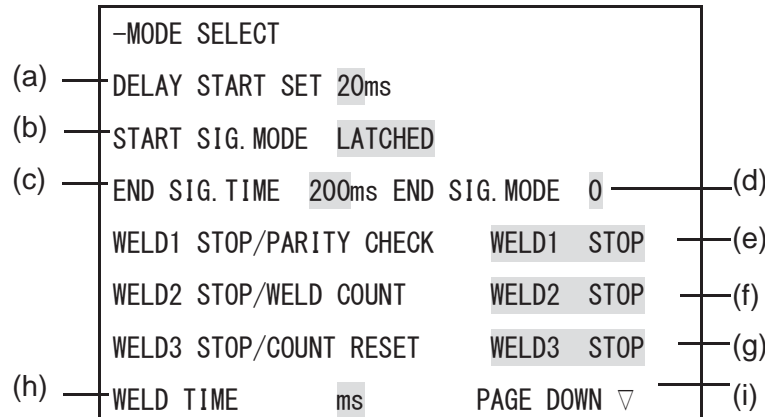 -MODE SELECT
(a) DELAY START SET 20ms
(b) START SIG.MODE LATCHED
(c) END SIG.TIME 200ms END SIG.MODE 0 (d)
WELD1 STOP/PARITY CHECK WELD1 STOP (e)
WELD2 STOP/WELD COUNT WELD2 STOP (f)
WELD3 STOP/COUNT RESET WELD3 STOP (g)
(h) WELD TIME ms PAGE DOWN ▽ (i)